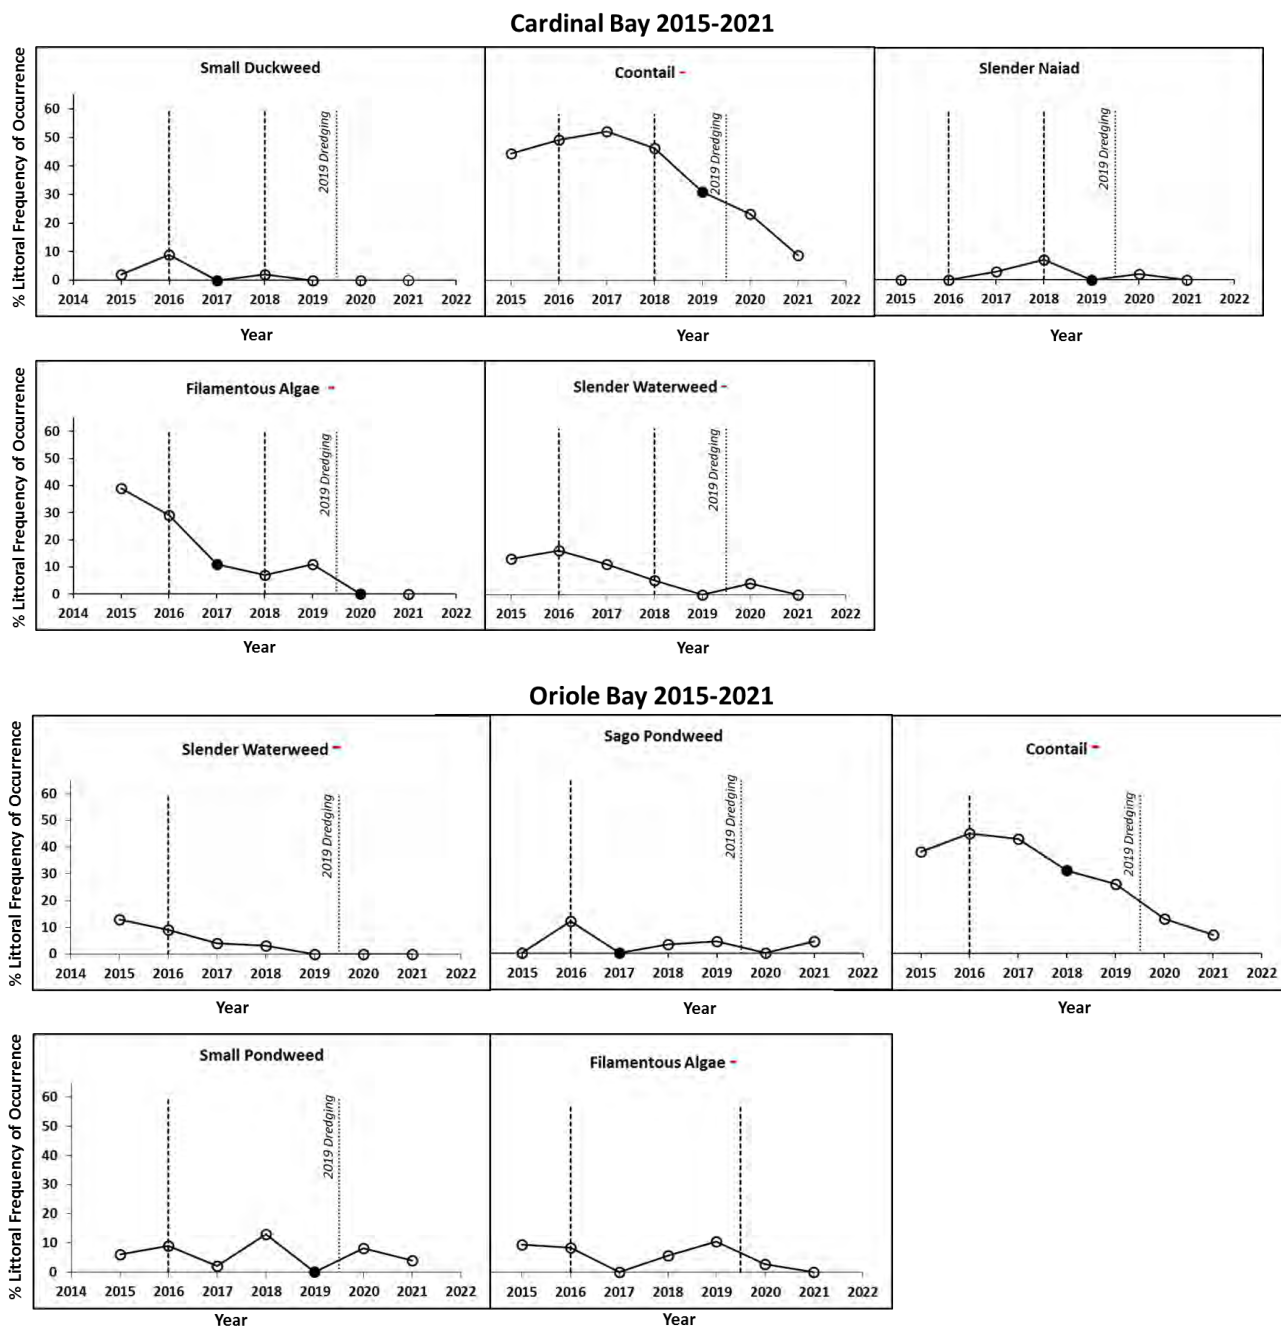 Cardinal Bay 2015-2021
% Littoral Frequency of Occurrence
Small Duckweed
60
50
40
30
20
10
0
2019 Dredging
2014 2015 2016 2017 2018 2019 2020 2021 2022
Year
Coontail -
2019 Dredging
2015 2016 2017 2018 2019 2020 2021 2022
Year
Slender Naiad
2019 Dredging
2015 2016 2017 2018 2019 2020 2021 2022
Year
% Littoral Frequency of Occurrence
Filamentous Algae -
60
50
40
30
20
10
0
2019 Dredging
2014 2015 2016 2017 2018 2019 2020 2021 2022
Year
Slender Waterweed -
2019 Dredging
2015 2016 2017 2018 2019 2020 2021 2022
Year
Oriole Bay 2015-2021
% Littoral Frequency of Occurrence
Slender Waterweed -
60
50
40
30
20
10
0
2019 Dredging
2014 2015 2016 2017 2018 2019 2020 2021 2022
Year
Sago Pondweed
2019 Dredging
2015 2016 2017 2018 2019 2020 2021 2022
Year
Coontail -
2019 Dredging
2015 2016 2017 2018 2019 2020 2021 2022
Year
% Littoral Frequency of Occurrence
Small Pondweed
60
50
40
30
20
10
0
2019 Dredging
2014 2015 2016 2017 2018 2019 2020 2021 2022
Year
Filamentous Algae -
2015 2016 2017 2018 2019 2020 2021 2022
Year